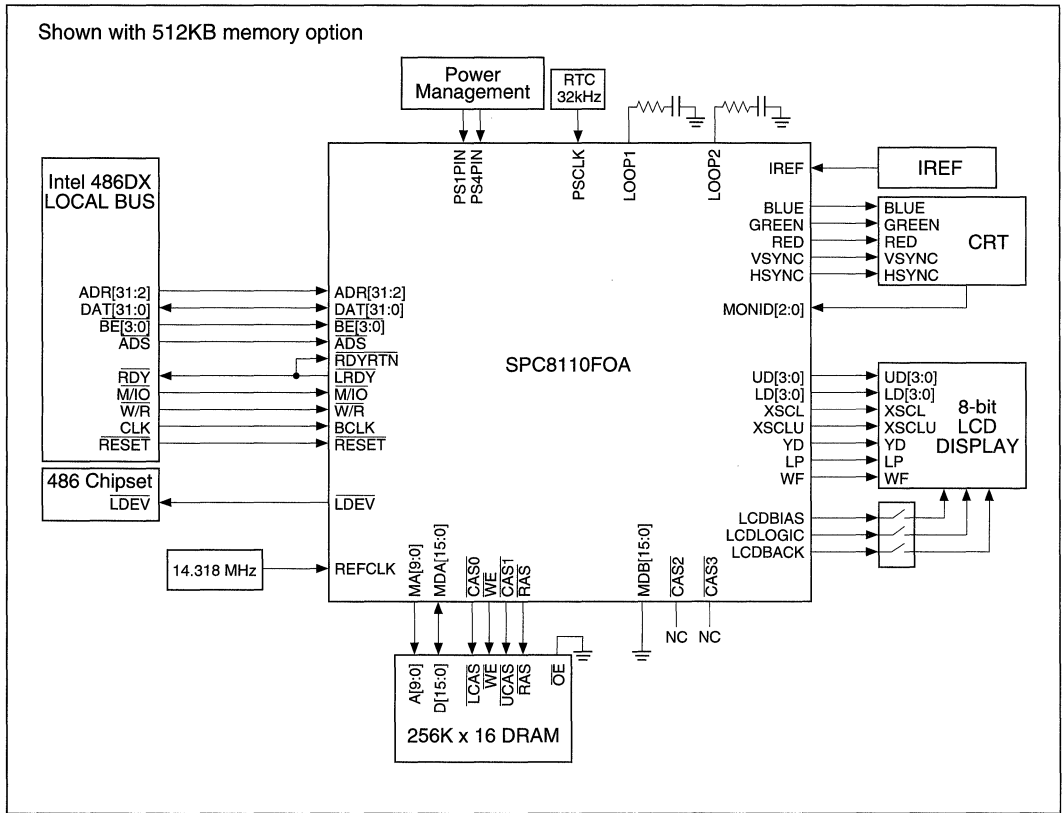 Shown with 512KB memory option
Power
Management
RTC
32kHz
PS1PIN
PS4PIN
PSCLK
LOOP1
LOOP2
Intel 486DX
LOCAL BUS
ADR[31:2]
DAT[31:0]
BE[3:0]
ADS
RDY
M/IO
W/R
CLK
RESET
486 Chipset
LDEV
14.318 MHz
ADR[31:2]
DAT[31:0]
BE[3:0]
ADS
RDYRTN
LRDY
M/IO
W/R
BCLK
RESET
LDEV
REFCLK
SPC8110FOA
IREF
BLUE
GREEN
RED
VSYNC
HSYNC
MONID[2:0]
UD[3:0]
LD[3:0]
XSCL
XSCLU
YD
LP
WF
LCDBIAS
LCDLOGIC
LCDBACK
IREF
BLUE
GREEN
RED
VSYNC
HSYNC
CRT
UD[3:0]
LD[3:0]
XSCL
XSCLU
YD
LP
WF
8-bit
LCD
DISPLAY
MA[9:0]
MDA[15:0]
CAS0
WE
CAS1
RAS
MDB[15:0]
CAS2
CAS3
NC
NC
A[9:0]
D[15:0]
LCAS
WE
UCAS
RAS
OE
256K x 16 DRAM